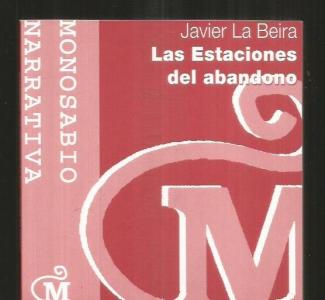 Javier La Beira
Las Estaciones
del abandono
MONOSABIO
NARRATIVA
M
M